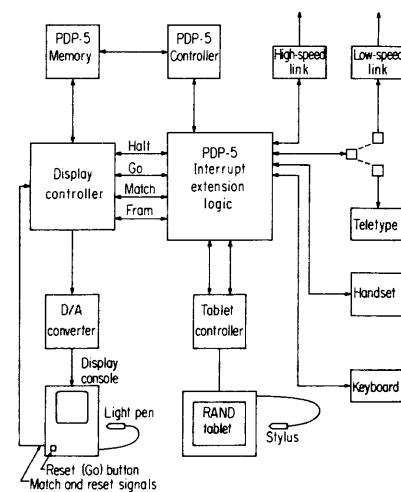 PDP-5
Memory
PDP-5
Controller
High-speed
link
Low-speed
link
Display
controller
Halt
Go
Match
Fram
PDP-5
Interrupt
extension
logic
Teletype
D/A
converter
Tablet
controller
Handset
Display
console
Light pen
RAND
tablet
Stylus
Keyboard
Reset (Go) button
Match and reset signals